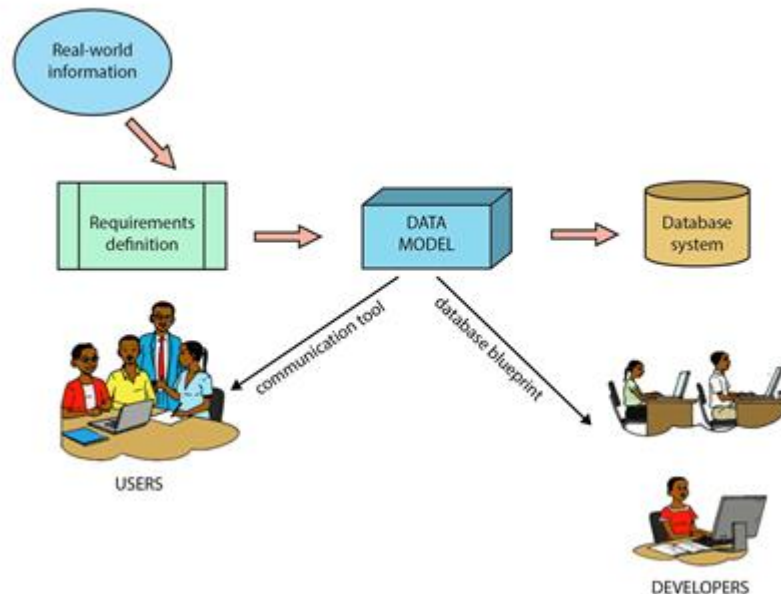 Real-world
information
Requirements
definition
DATA
MODEL
Database
system
communication tool
database blueprint
USERS
DEVELOPERS